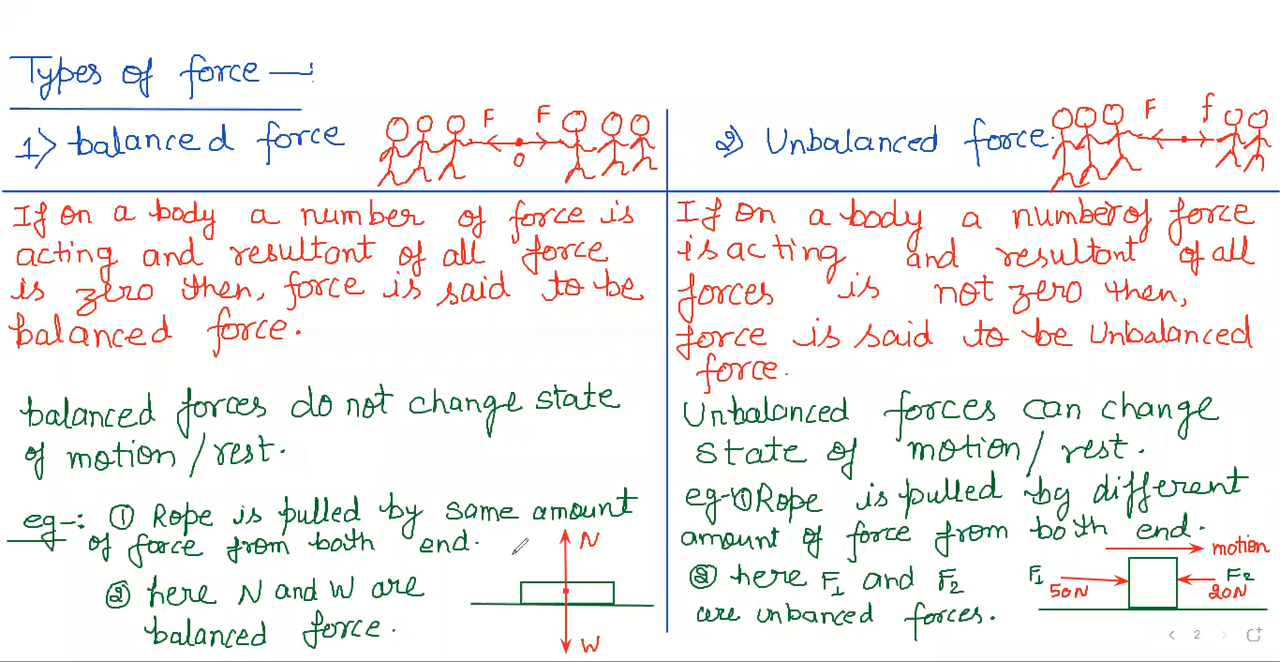 Types of force —:
1) balanced force
F F
O
If on a body a number of force is
acting and resultant of all force
is zero then, force is said to be
balanced force.
balanced forces do not change state
of motion/rest.
eg-: ① Rope is pulled by same amount
of force from both end.
② here N and W are
balanced force.
N
W
2) Unbalanced force.
F f
If on a body a number of force
is acting and resultant of all
forces is not zero then,
force is said to be Unbalanced
force.
Unbalanced forces can change
state of motion/rest.
eg-① Rope is pulled by different
amount of force from both end.
② here F1 and F2
are unbanced forces.
motion
F1 F2
50N 20N
2